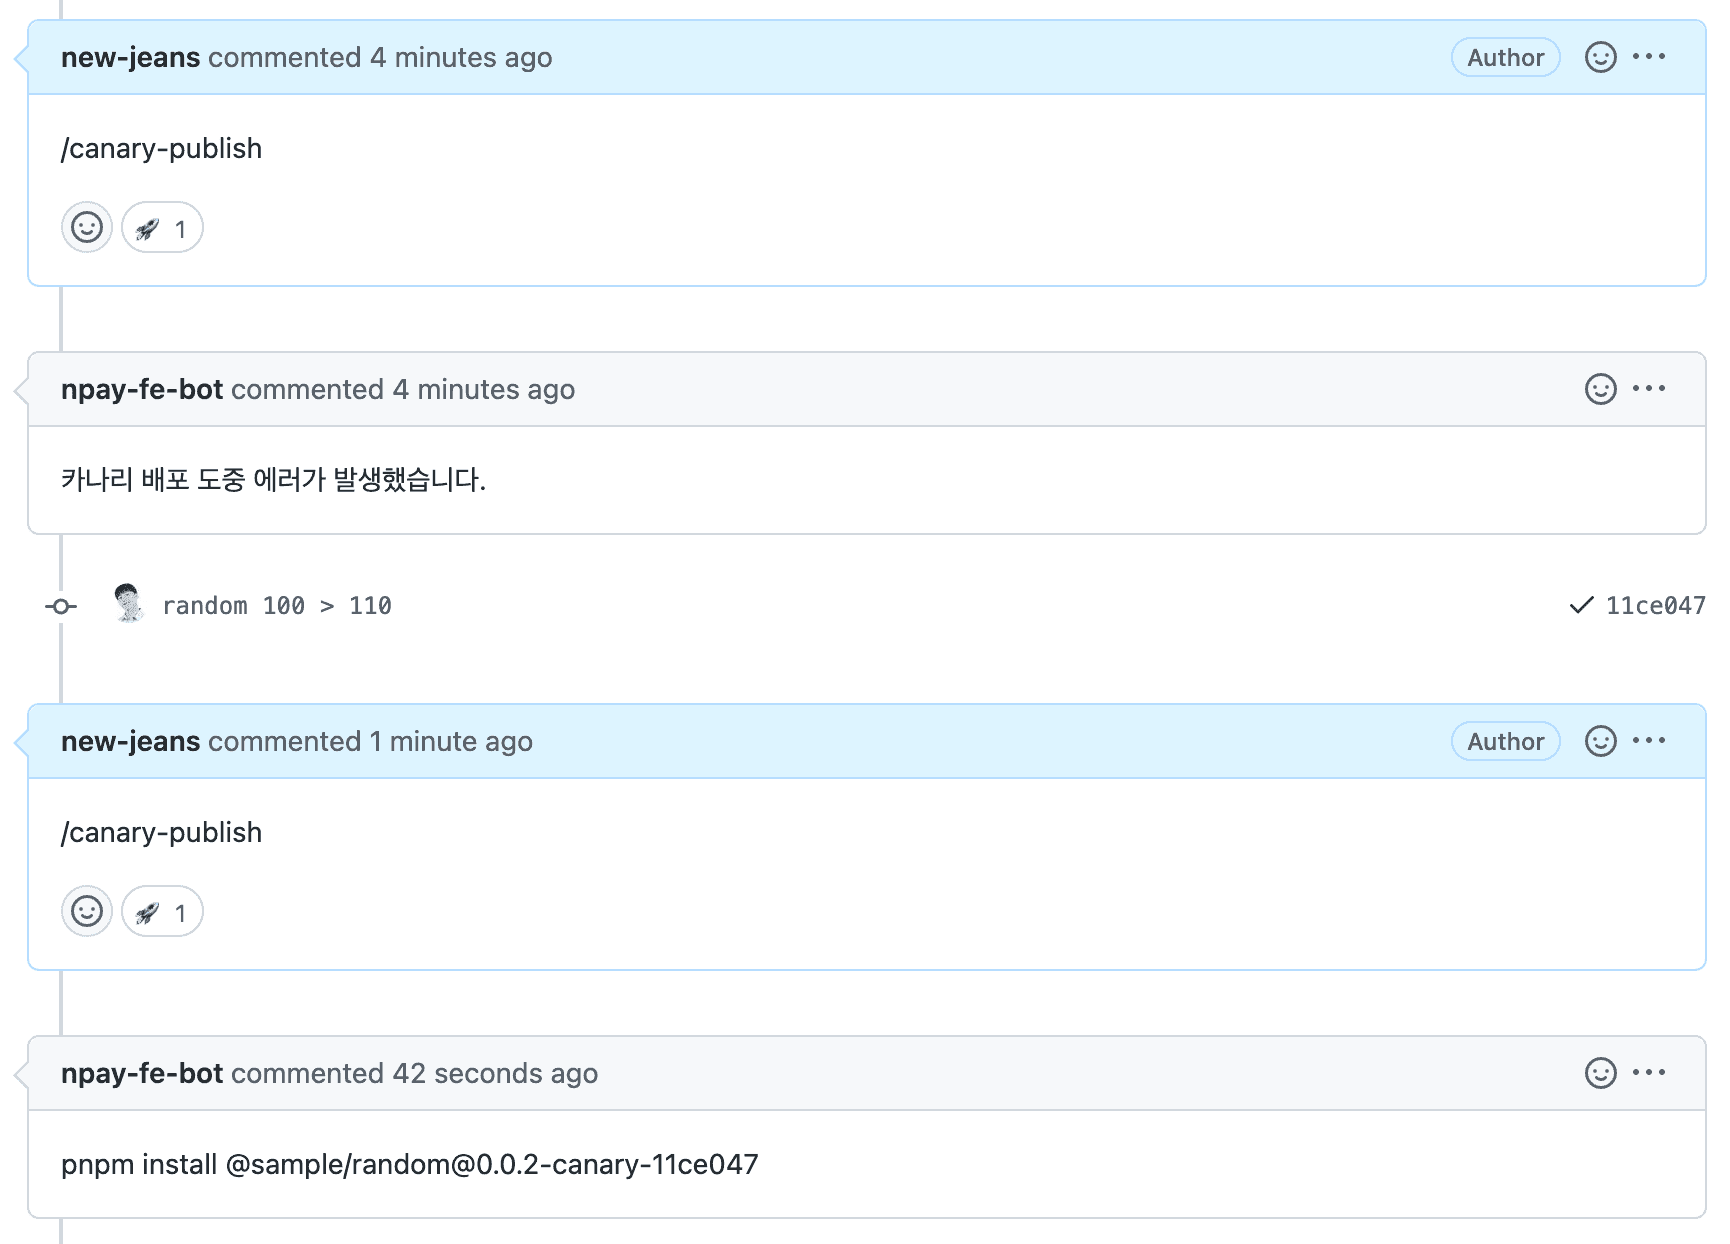 new-jeans commented 4 minutes ago Author
/canary-publish
1
npay-fe-bot commented 4 minutes ago
카나리 배포 도중 에러가 발생했습니다.
random 100 > 110 11ce047
new-jeans commented 1 minute ago Author
/canary-publish
1
npay-fe-bot commented 42 seconds ago
pnpm install @sample/random@0.0.2-canary-11ce047